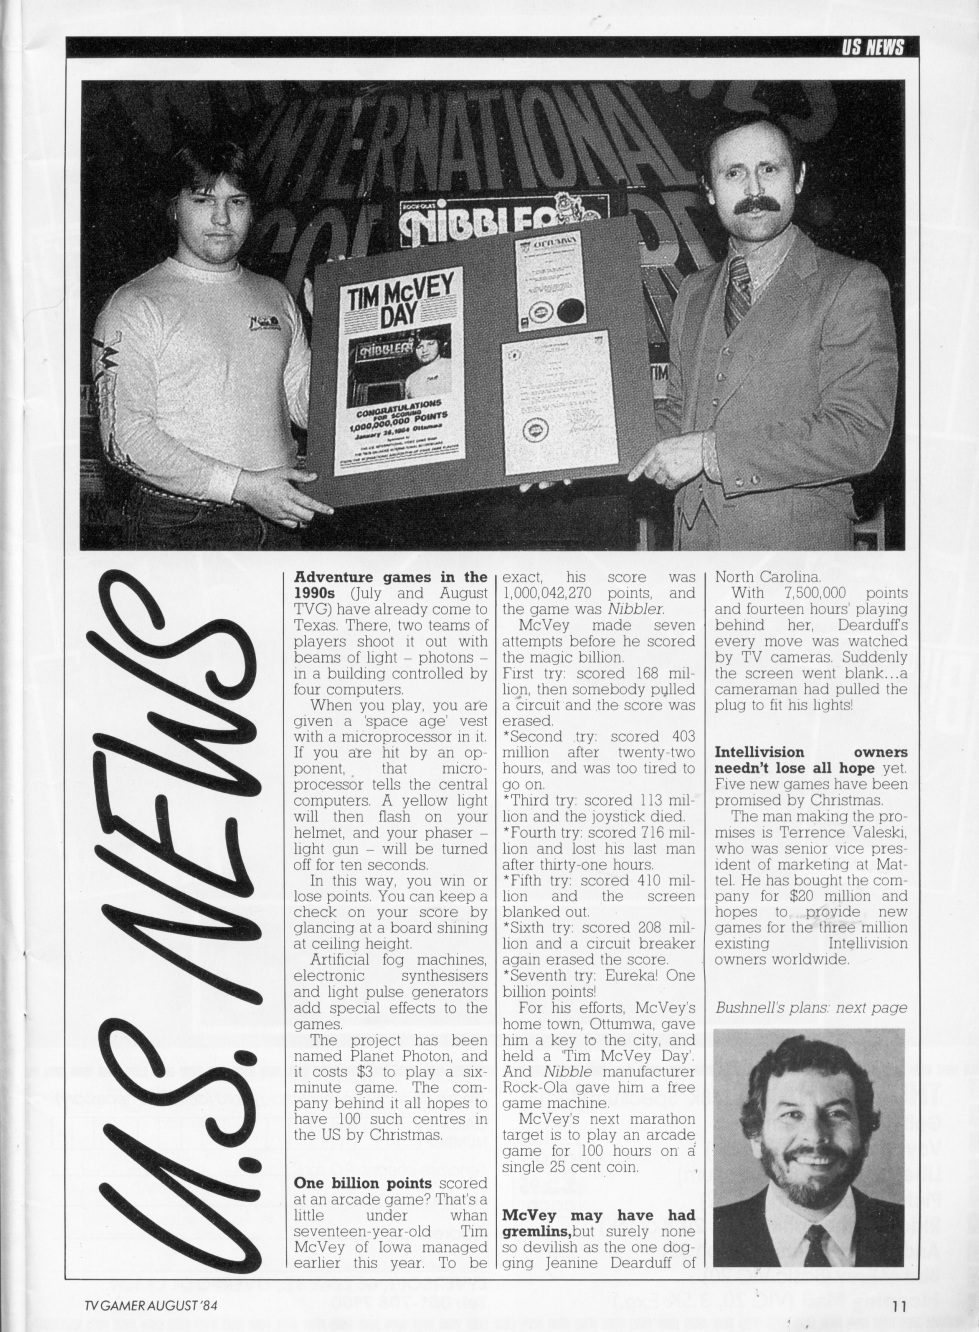 US NEWS
INTERNATIONAL
ROCK-OLA'S
NIBBLER
OTTUMWA
TIM McVEY
DAY
NIBBLER
CONGRATULATIONS
FOR SCORING
1,000,000,000 POINTS
January 28, 1984 Ottumwa
TIM
U.S. NEWS
Adventure games in the
1990s (July and August
TVG) have already come to
Texas. There, two teams of
players shoot it out with
beams of light – photons –
in a building controlled by
four computers.
When you play, you are
given a 'space age' vest
with a microprocessor in it.
If you are hit by an op-
ponent, that micro-
processor tells the central
computers. A yellow light
will then flash on your
helmet, and your phaser –
light gun – will be turned
off for ten seconds.
In this way, you win or
lose points. You can keep a
check on your score by
glancing at a board shining
at ceiling height.
Artificial fog machines,
electronic synthesisers
and light pulse generators
add special effects to the
games.
The project has been
named Planet Photon, and
it costs $3 to play a six-
minute game. The com-
pany behind it all hopes to
have 100 such centres in
the US by Christmas.
One billion points scored
at an arcade game? That's a
little under whan
seventeen-year-old Tim
McVey of Iowa managed
earlier this year. To be
exact, his score was
1,000,042,270 points, and
the game was Nibbler.
McVey made seven
attempts before he scored
the magic billion.
First try: scored 168 mil-
lion, then somebody pulled
a circuit and the score was
erased.
*Second try: scored 403
million after twenty-two
hours, and was too tired to
go on.
*Third try: scored 113 mil-
lion and the joystick died.
*Fourth try: scored 716 mil-
lion and lost his last man
after thirty-one hours.
*Fifth try: scored 410 mil-
lion and the screen
blanked out.
*Sixth try: scored 208 mil-
lion and a circuit breaker
again erased the score.
*Seventh try: Eureka! One
billion points!
For his efforts, McVey's
home town, Ottumwa, gave
him a key to the city, and
held a 'Tim McVey Day'.
And Nibble manufacturer
Rock-Ola gave him a free
game machine.
McVey's next marathon
target is to play an arcade
game for 100 hours on a
single 25 cent coin.
McVey may have had
gremlins,but surely none
so devilish as the one dog-
ging Jeanine Dearduff of
North Carolina.
With 7,500,000 points
and fourteen hours' playing
behind her, Dearduff's
every move was watched
by TV cameras. Suddenly
the screen went blank...a
cameraman had pulled the
plug to fit his lights!
Intellivision owners
needn't lose all hope yet.
Five new games have been
promised by Christmas.
The man making the pro-
mises is Terrence Valeski,
who was senior vice pres-
ident of marketing at Mat-
tel. He has bought the com-
pany for $20 million and
hopes to provide new
games for the three million
existing Intellivision
owners worldwide.
Bushnell's plans: next page
TV GAMER AUGUST '84
11